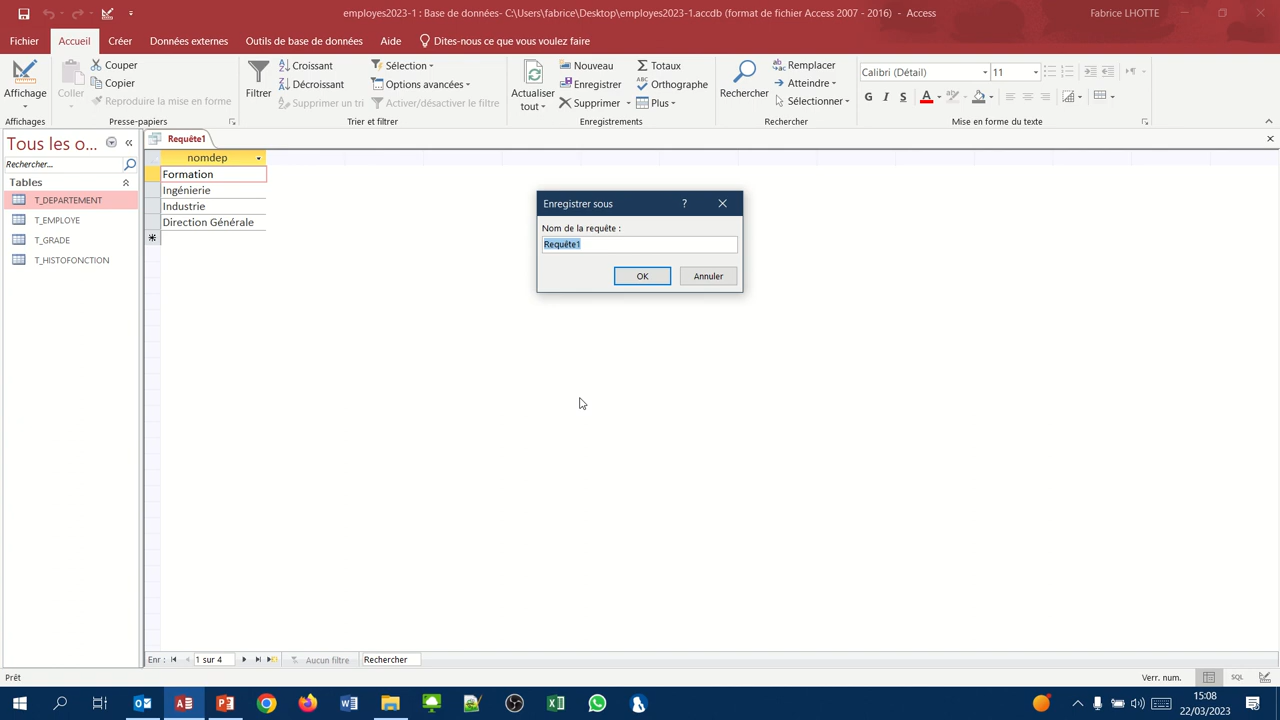 employes2023-1 : Base de données- C:\Users\fabrice\Desktop\employes2023-1.accdb (format de fichier Access 2007 - 2016) - Access
Fabrice LHOTTE
Fichier Accueil Créer Données externes Outils de base de données Aide Dites-nous ce que vous voulez faire
Affichage
Coller
Couper
Copier
Reproduire la mise en forme
Filtrer
Croissant
Décroissant
Supprimer un tri
Sélection
Options avancées
Activer/désactiver le filtre
Actualiser
tout
Nouveau
Enregistrer
Supprimer
Totaux
Orthographe
Plus
Rechercher
Remplacer
Atteindre
Sélectionner
Calibri (Détail) 11
G I S A
Affichages Presse-papiers Trier et filtrer Enregistrements Rechercher Mise en forme du texte
Tous les o...
Rechercher...
Tables
T_DEPARTEMENT
T_EMPLOYE
T_GRADE
T_HISTOFONCTION
Requête1
nomdep
Formation
Ingénierie
Industrie
Direction Générale
Enregistrer sous ?
Nom de la requête :
Requête1
OK Annuler
Enr : 1 sur 4 Aucun filtre Rechercher
Prêt Verr. num. SQL
15:08
22/03/2023